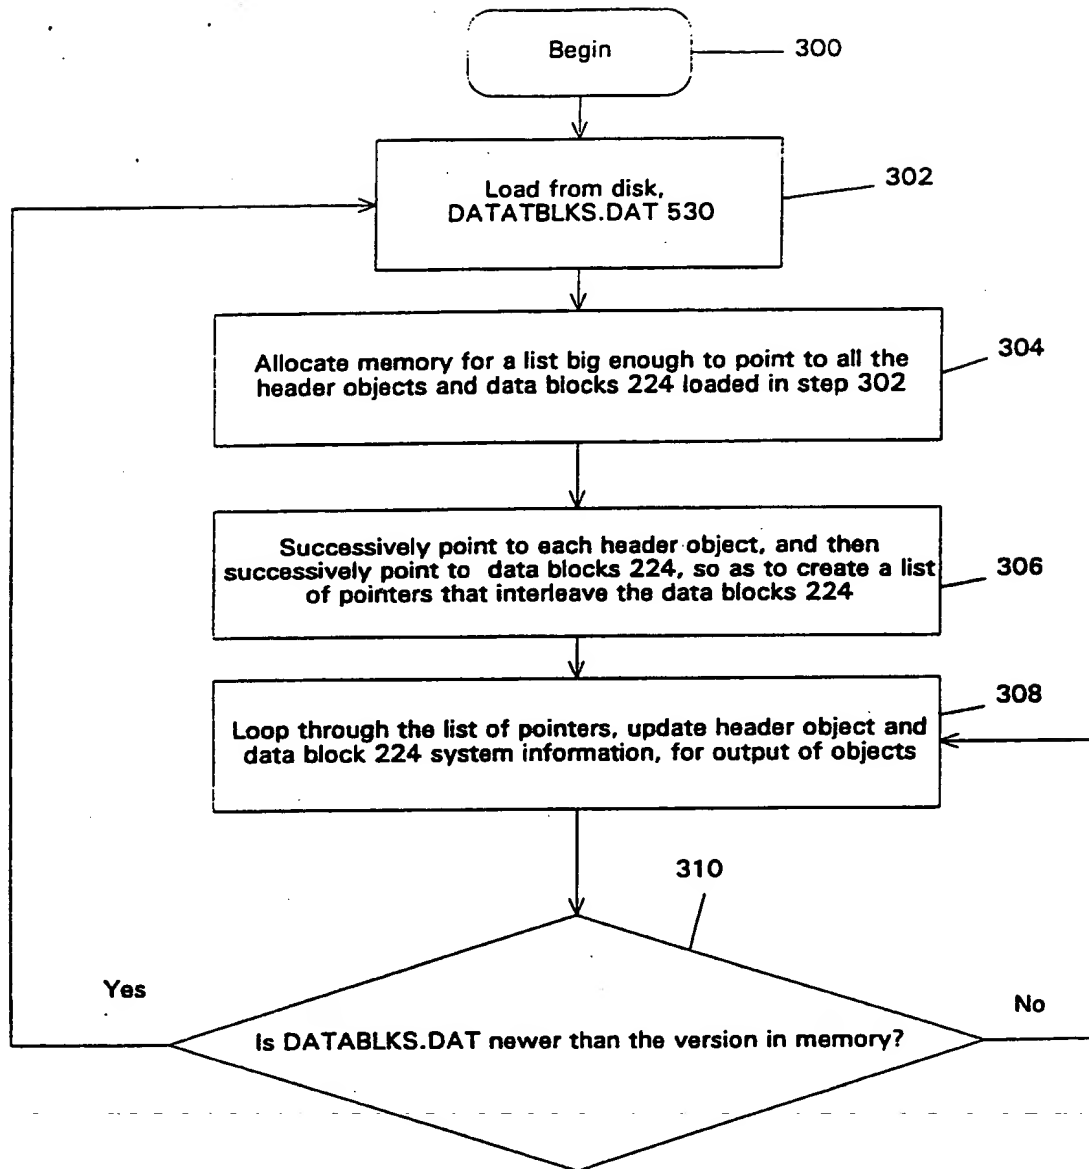 Begin
300
Load from disk,
DATATBLKS.DAT 530
302
Allocate memory for a list big enough to point to all the
header objects and data blocks 224 loaded in step 302
304
Successively point to each header object, and then
successively point to data blocks 224, so as to create a list
of pointers that interleave the data blocks 224
306
Loop through the list of pointers, update header object and
data block 224 system information, for output of objects
308
310
Yes
No
Is DATABLKS.DAT newer than the version in memory?